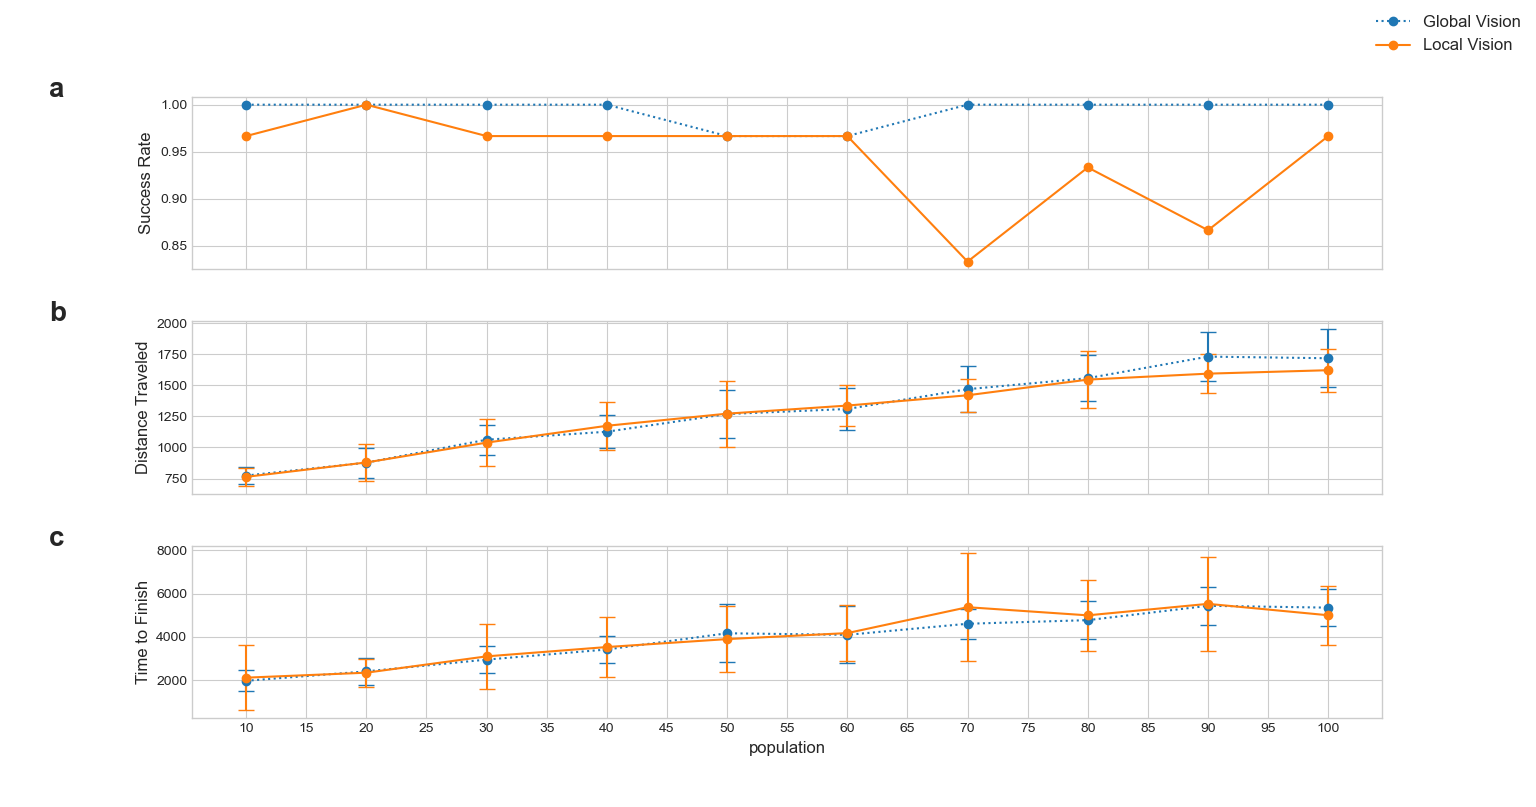 Global Vision
Local Vision
a
1.00
0.95
0.90
0.85
Success Rate
b
2000
1750
1500
1250
1000
750
Distance Traveled
c
8000
6000
4000
2000
Time to Finish
10 15 20 25 30 35 40 45 50 55 60 65 70 75 80 85 90 95 100
population